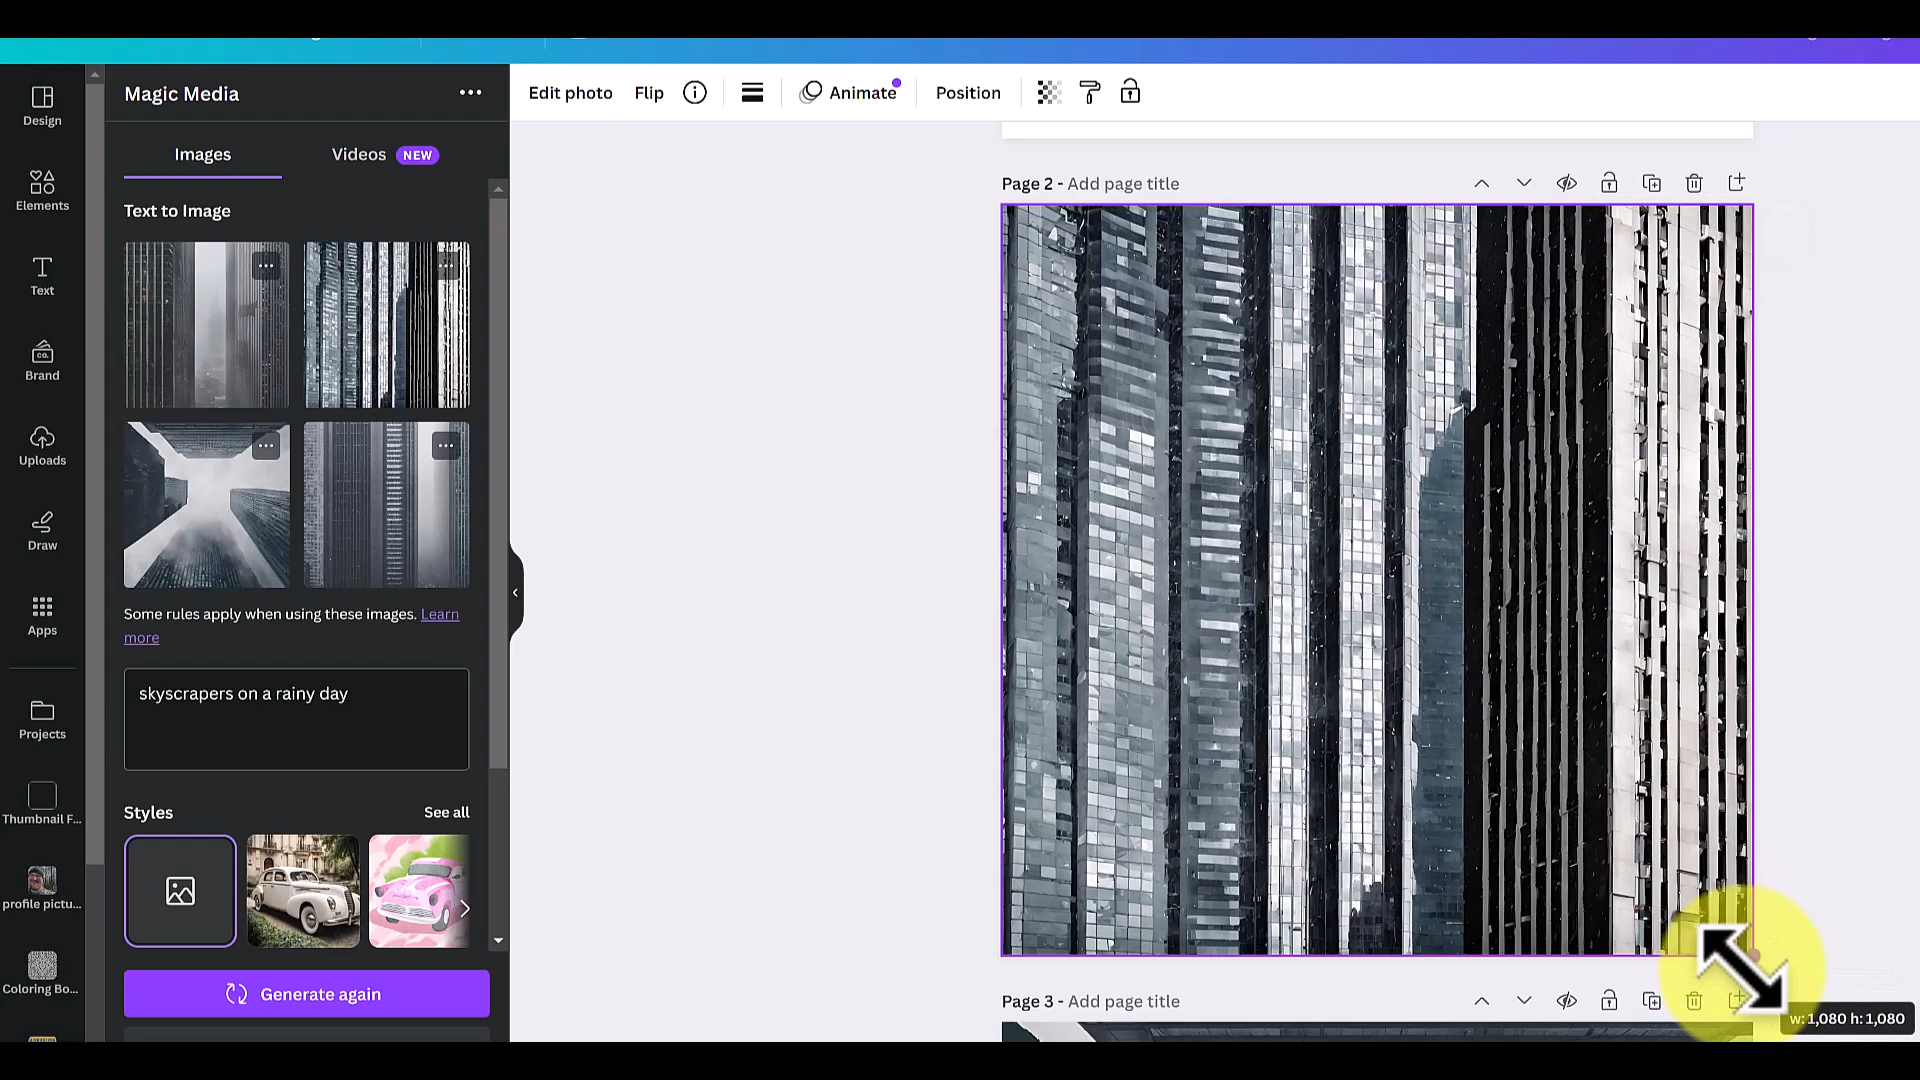 Magic Media
Edit photo
Flip
Animate
Position
Design
Elements
Text
Brand
CO.
Uploads
Draw
Apps
Projects
Thumbnail F...
profile pictu...
Coloring Bo...
Images
Videos NEW
Text to Image
Some rules apply when using these images. Learn
more
skyscrapers on a rainy day
Styles
See all
Generate again
Page 2 - Add page title
Page 3 - Add page title
w: 1,080 h: 1,080